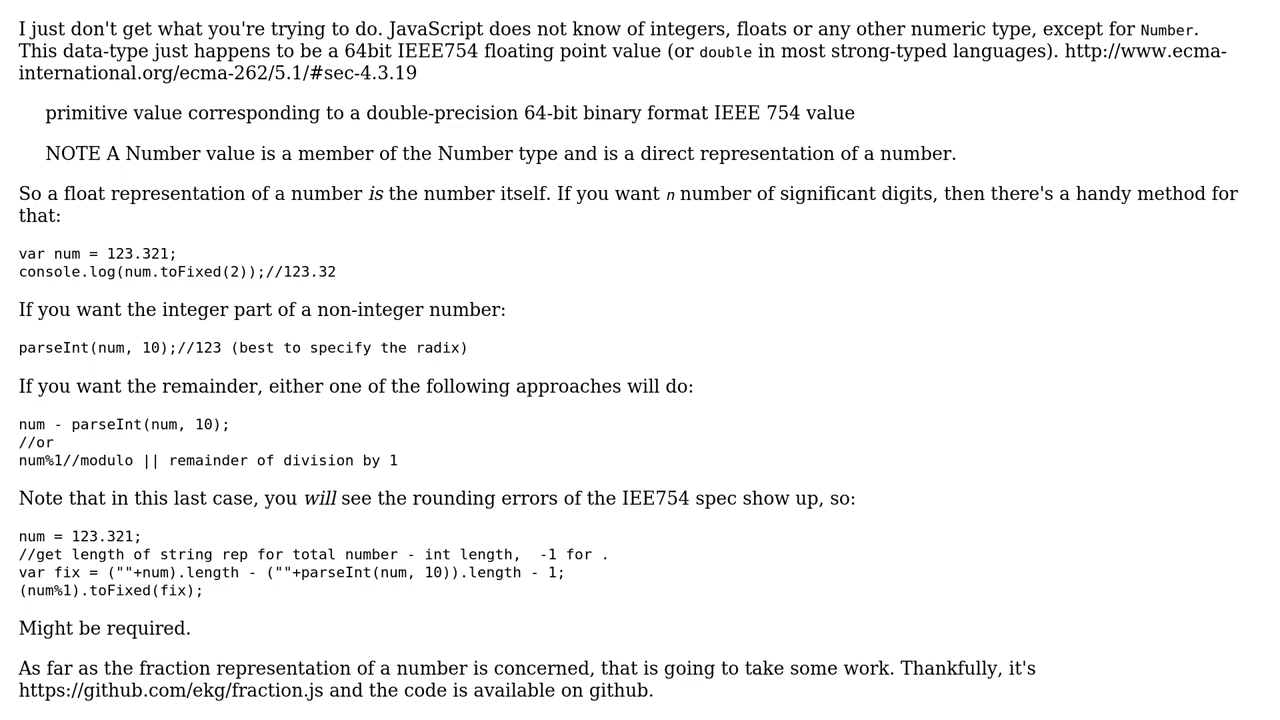 I just don't get what you're trying to do. JavaScript does not know of integers, floats or any other numeric type, except for Number.
This data-type just happens to be a 64bit IEEE754 floating point value (or double in most strong-typed languages). http://www.ecma-
international.org/ecma-262/5.1/#sec-4.3.19
primitive value corresponding to a double-precision 64-bit binary format IEEE 754 value
NOTE A Number value is a member of the Number type and is a direct representation of a number.
So a float representation of a number is the number itself. If you want n number of significant digits, then there's a handy method for
that:
var num = 123.321;
console.log(num.toFixed(2));//123.32
If you want the integer part of a non-integer number:
parseInt(num, 10);//123 (best to specify the radix)
If you want the remainder, either one of the following approaches will do:
num - parseInt(num, 10);
//or
num%1//modulo || remainder of division by 1
Note that in this last case, you will see the rounding errors of the IEE754 spec show up, so:
num = 123.321;
//get length of string rep for total number - int length,  -1 for .
var fix = (""+num).length - (""+parseInt(num, 10)).length - 1;
(num%1).toFixed(fix);
Might be required.
As far as the fraction representation of a number is concerned, that is going to take some work. Thankfully, it's
https://github.com/ekg/fraction.js and the code is available on github.